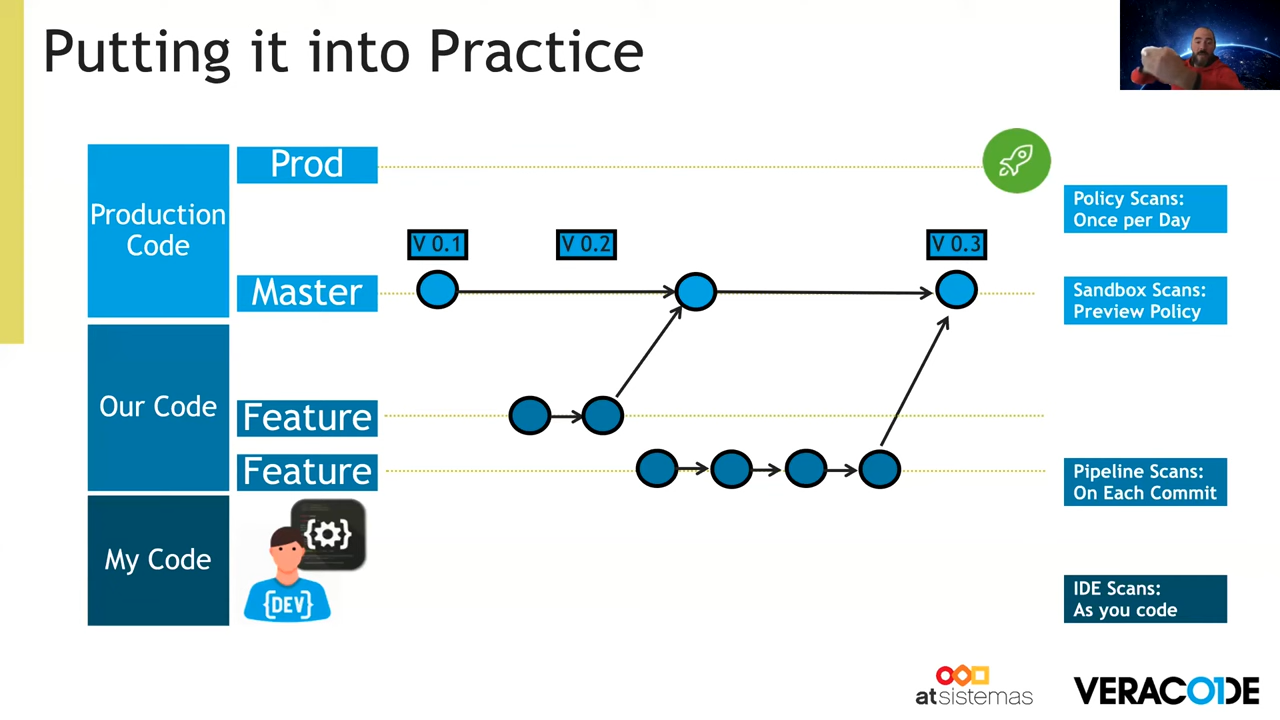 Putting it into Practice
Production
Code
Prod
V 0.1
V 0.2
V 0.3
Master
Policy Scans:
Once per Day
Sandbox Scans:
Preview Policy
Our Code
Feature
Feature
Pipeline Scans:
On Each Commit
My Code
{DEV}
IDE Scans:
As you code
atsistemas
VERACODE